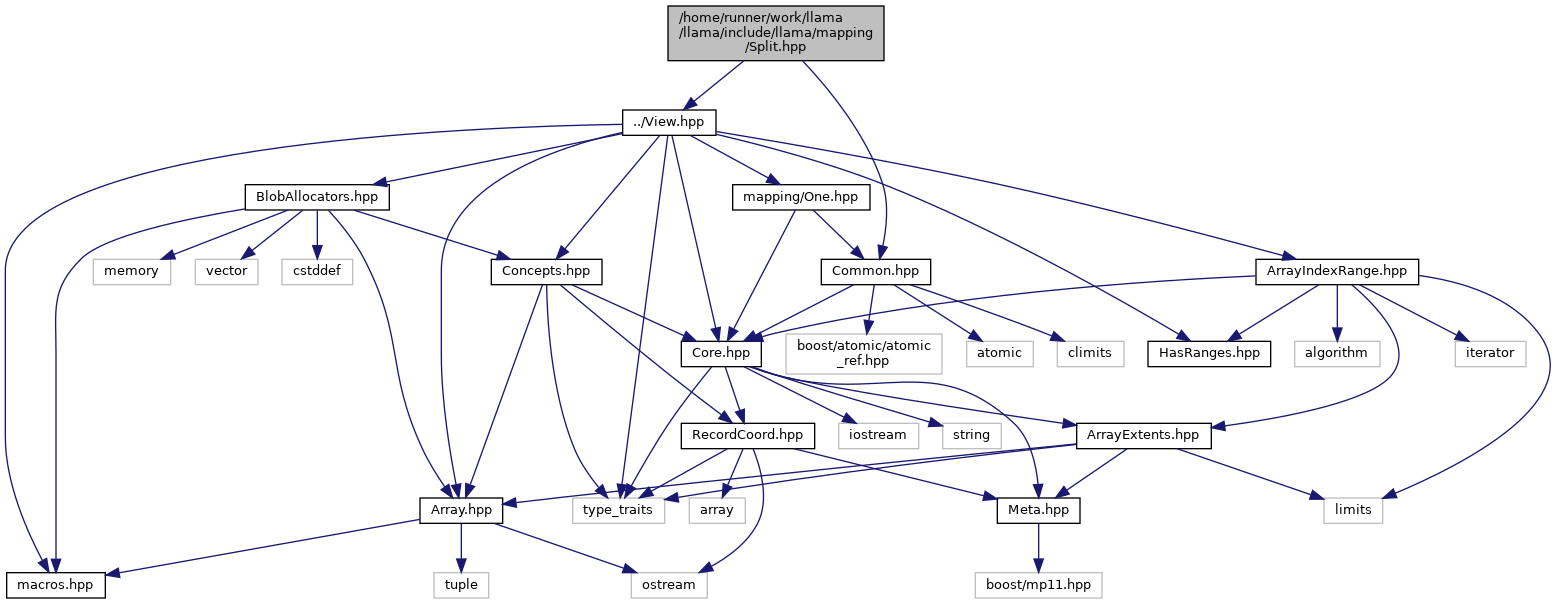 /home/runner/work/llama
/llama/include/llama/mapping
/Split.hpp
../View.hpp
BlobAllocators.hpp
mapping/One.hpp
memory
vector
cstddef
Concepts.hpp
Common.hpp
ArrayIndexRange.hpp
Core.hpp
boost/atomic/atomic
_ref.hpp
atomic
climits
HasRanges.hpp
algorithm
iterator
RecordCoord.hpp
iostream
string
ArrayExtents.hpp
Array.hpp
type_traits
array
Meta.hpp
limits
macros.hpp
tuple
ostream
boost/mp11.hpp